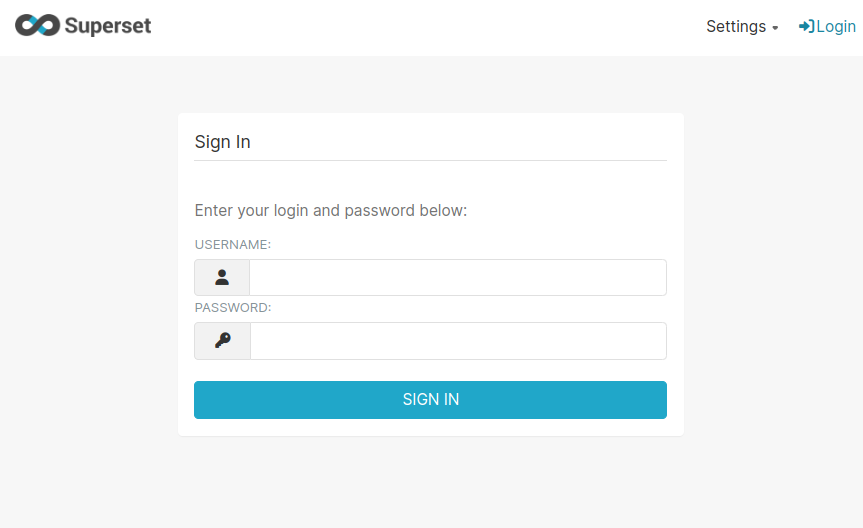 Superset
Settings
Login
Sign In
Enter your login and password below:
USERNAME:
PASSWORD:
SIGN IN